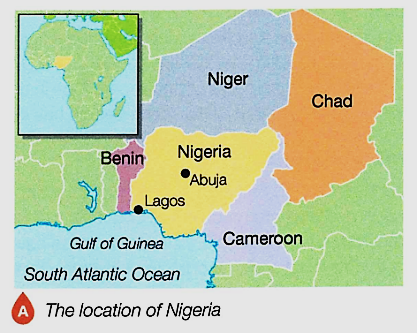 Niger
Chad
Benin
Nigeria
Abuja
Lagos
Gulf of Guinea
Cameroon
South Atlantic Ocean
A The location of Nigeria